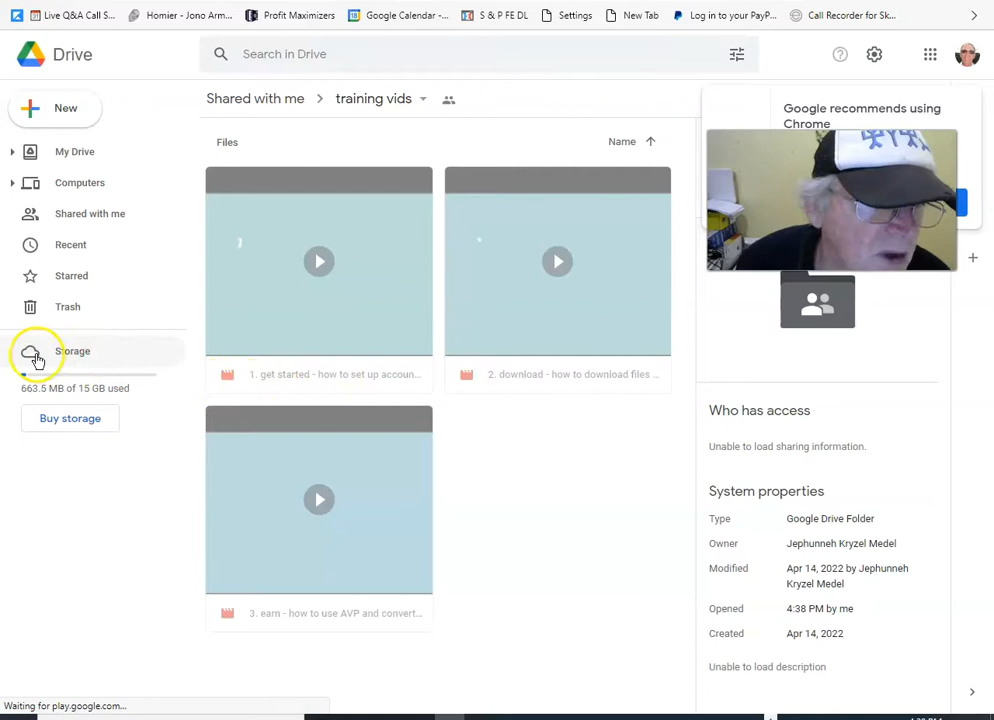 Live Q&A Call S...
Homier - Jono Arm...
Profit Maximizers
Google Calendar -...
S & P FE DL
Settings
New Tab
Log in to your PayP...
Call Recorder for Sk...
Drive
Search in Drive
New
My Drive
Computers
Shared with me
Recent
Starred
Trash
Storage
663.5 MB of 15 GB used
Buy storage
Shared with me
training vids
Files
Name
1. get started - how to set up accoun...
2. download - how to download files ...
3. earn - how to use AVP and convert...
Google recommends using
Chrome
Who has access
Unable to load sharing information.
System properties
Type
Google Drive Folder
Owner
Jephunneh Kryzel Medel
Modified
Apr 14, 2022 by Jephunneh
Kryzel Medel
Opened
4:38 PM by me
Created
Apr 14, 2022
Unable to load description
Waiting for play.google.com...